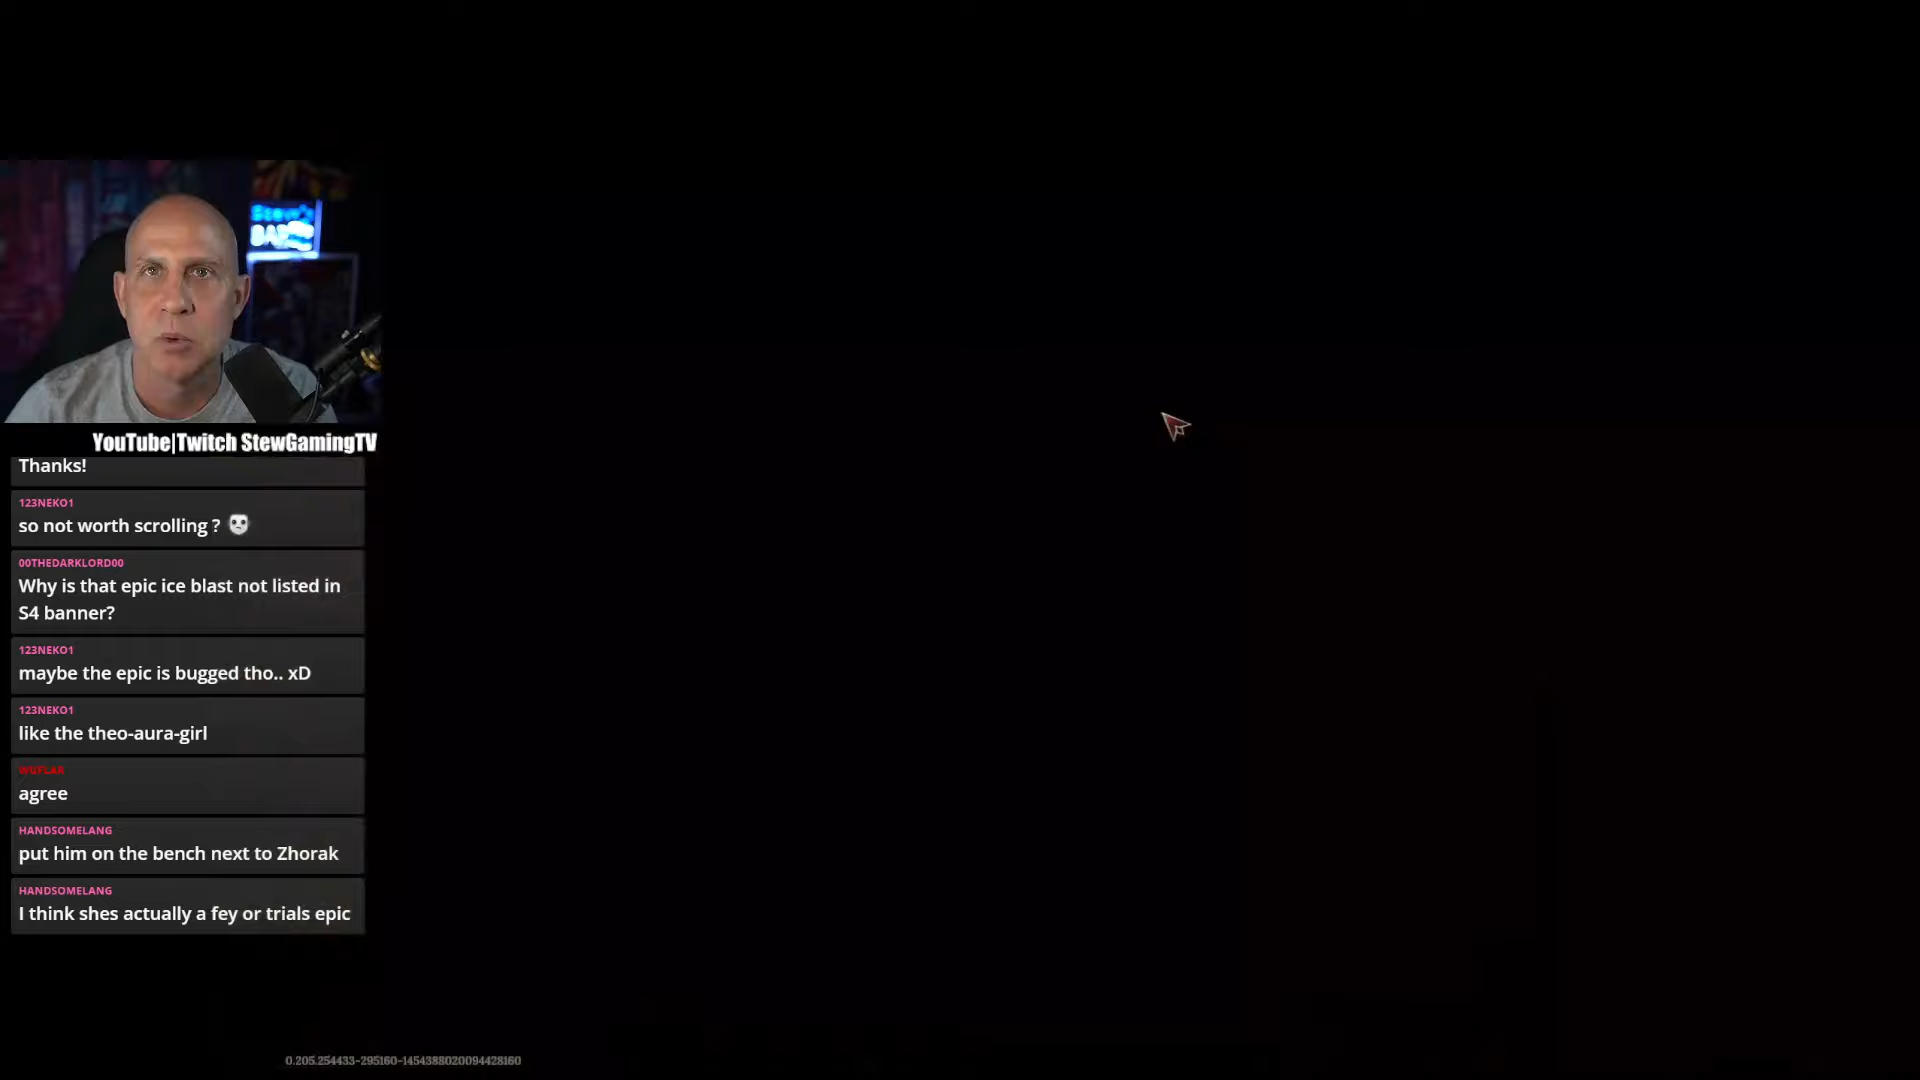 YouTube|Twitch StewGamingTV
Thanks!
123NEKO1
so not worth scrolling ?
00THEDARKLORD00
Why is that epic ice blast not listed in
S4 banner?
123NEKO1
maybe the epic is bugged tho.. xD
123NEKO1
like the theo-aura-girl
WUFLAR
agree
HANDSOMELANG
put him on the bench next to Zhorak
HANDSOMELANG
I think shes actually a fey or trials epic
0.205.254433-295160-1454388020094428160